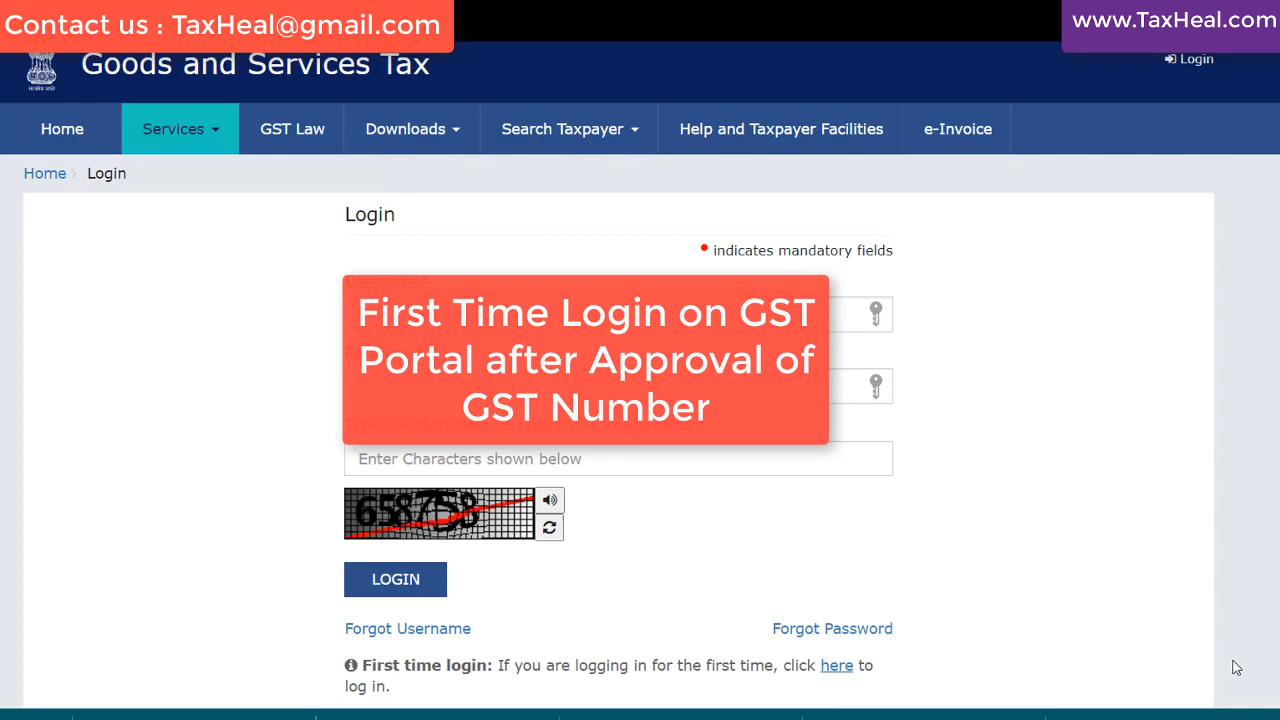 Contact us : TaxHeal@gmail.com
www.TaxHeal.com
Goods and Services Tax
Login
Home Services GST Law Downloads Search Taxpayer Help and Taxpayer Facilities e-Invoice
Home Login
Login
• indicates mandatory fields
First Time Login on GST
Portal after Approval of
GST Number
Enter Characters shown below
LOGIN
Forgot Username Forgot Password
First time login: If you are logging in for the first time, click here to
log in.